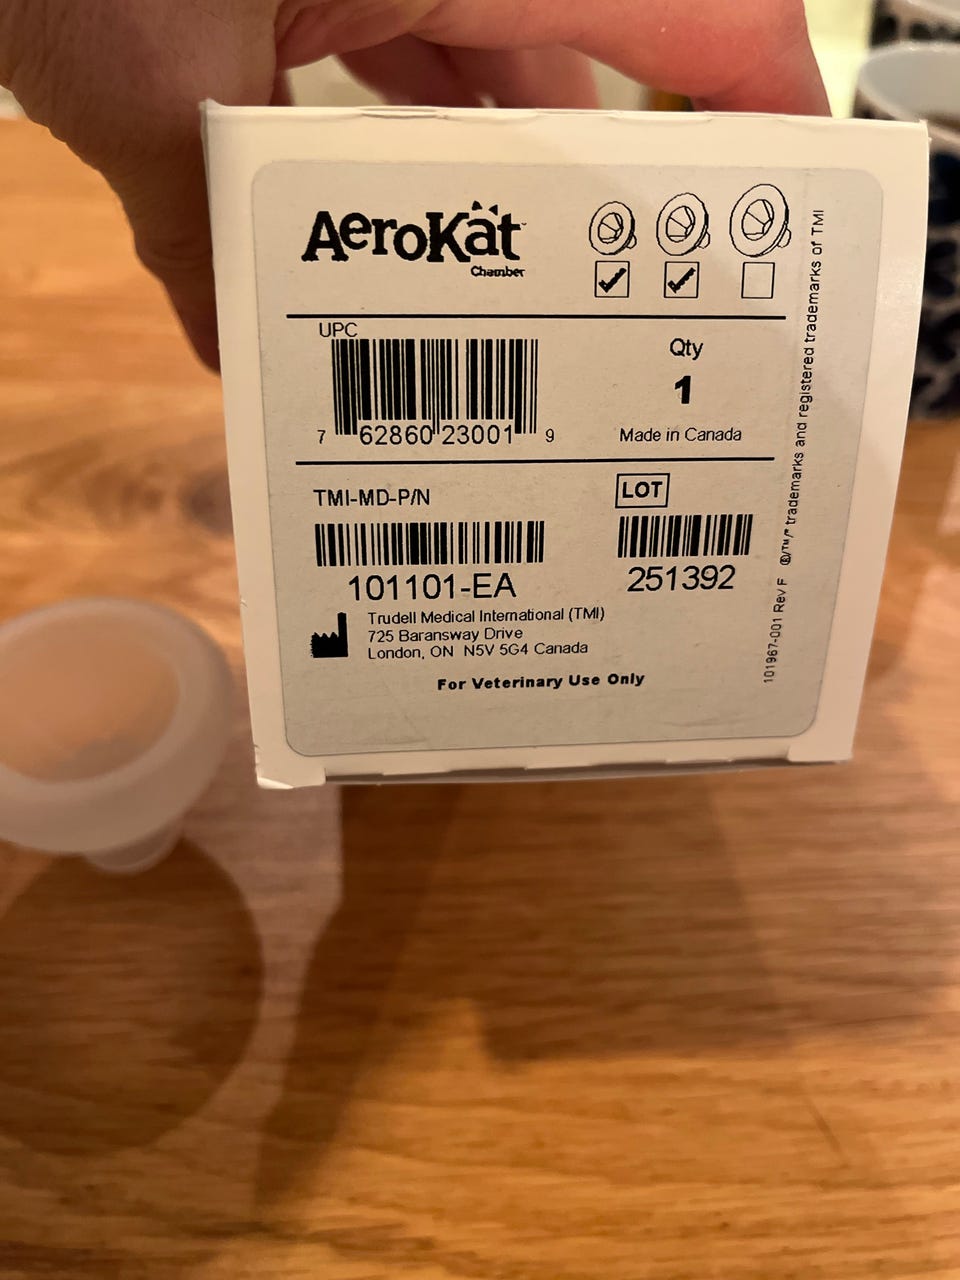 AeroKat™
Chamber
UPC
7 62860 23001 9
Qty
1
Made in Canada
TMI-MD-P/N
101101-EA
LOT
251392
Trudell Medical International (TMI)
725 Baransway Drive
London, ON N5V 5G4 Canada
For Veterinary Use Only
101967-001 Rev F ®/™/* trademarks and registered trademarks of TMI